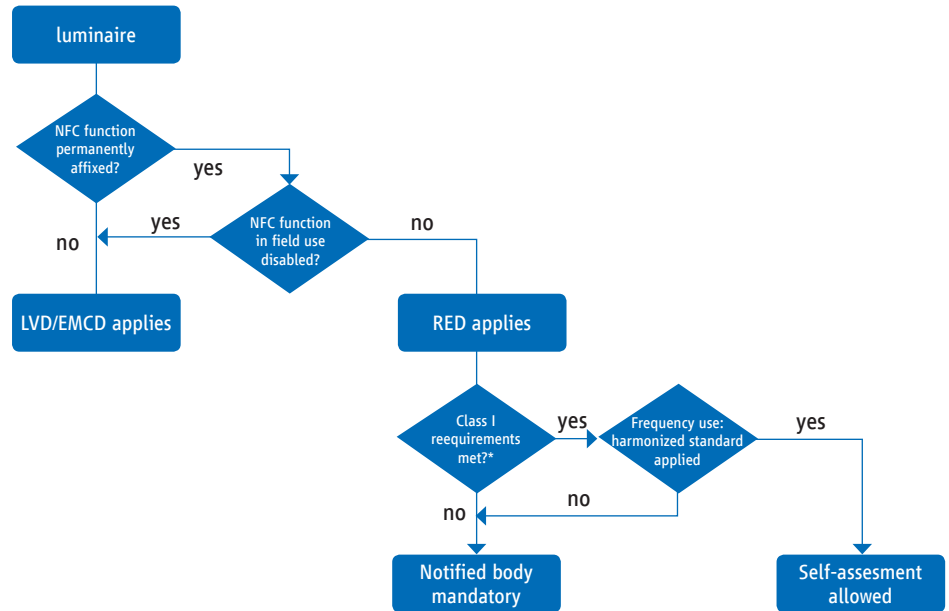 luminaire
NFC function
permanently
affixed?
yes
NFC function
in field use
disabled?
yes
no
no
LVD/EMCD applies
RED applies
Class I
reequirements
met?*
yes
Frequency use:
harmonized standard
applied
yes
no
no
Notified body
mandatory
Self-assesment
allowed